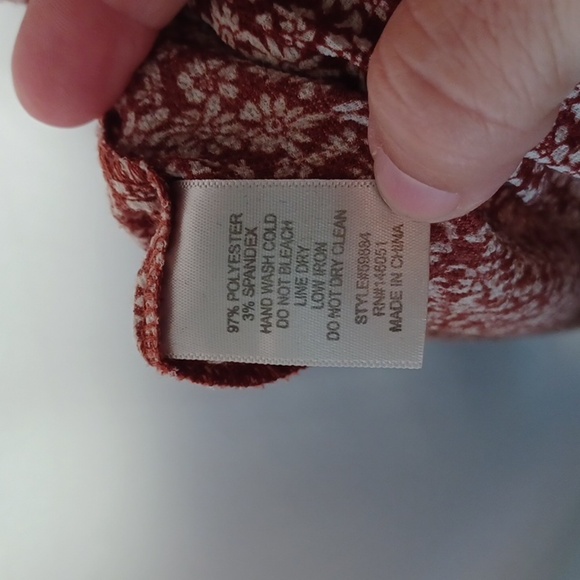 97% POLYESTER
3% SPANDEX
HAND WASH COLD
DO NOT BLEACH
LINE DRY
LOW IRON
DO NOT DRY CLEAN
STYLE#59884
RN#146051
MADE IN CHINA